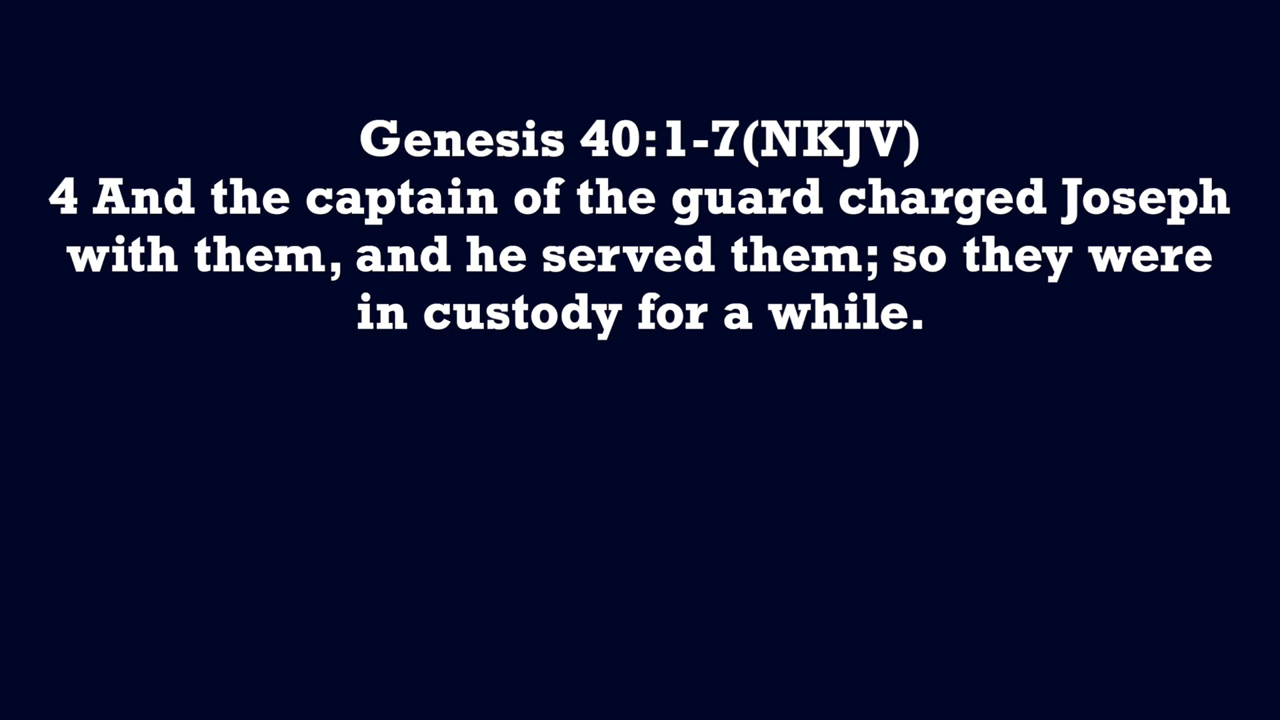 Genesis 40:1-7(NKJV)
4 And the captain of the guard charged Joseph
with them, and he served them; so they were
in custody for a while.